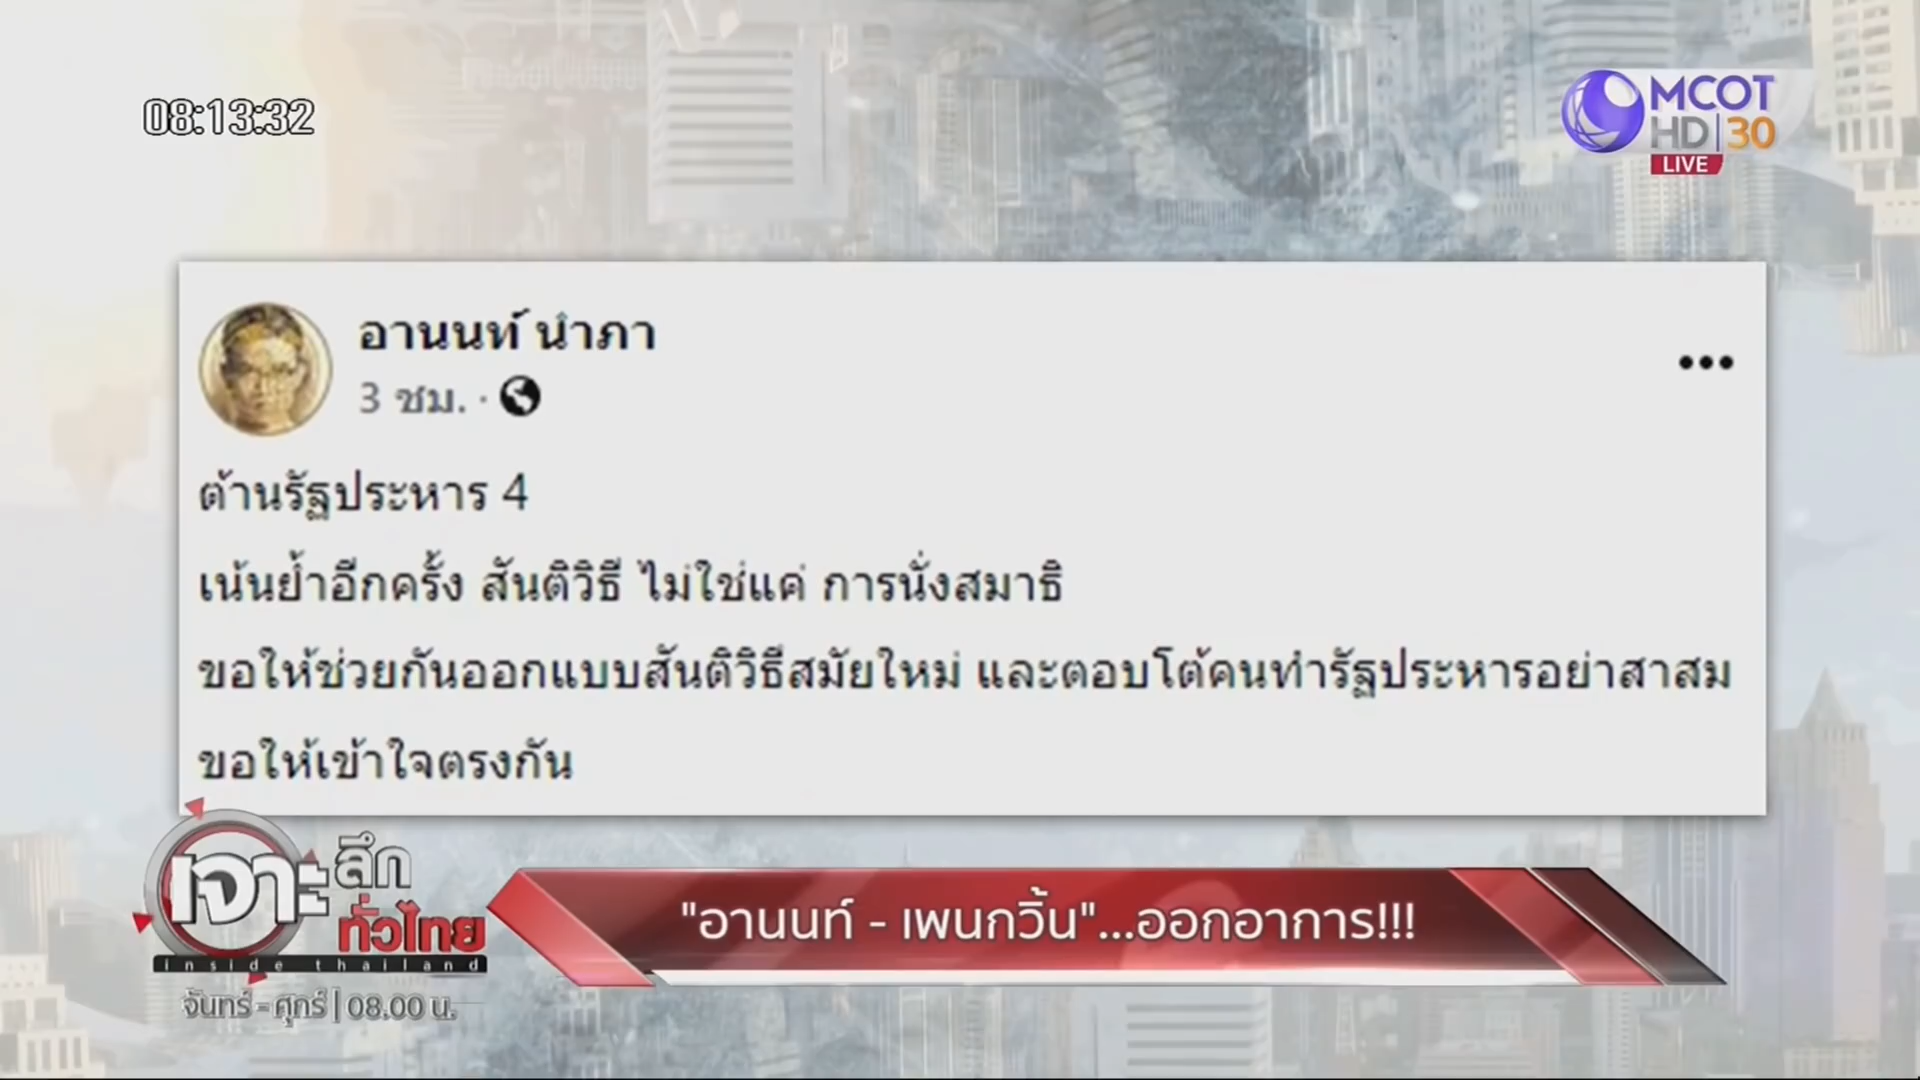 08:13:32
MCOT
HD 30
LIVE
อานนท์ นำภา
3 ชม. ·
ต้านรัฐประหาร 4
เน้นย้ำอีกครั้ง สันติวิธี ไม่ใช่แค่ การนั่งสมาธิ
ขอให้ช่วยกันออกแบบสันติวิธีสมัยใหม่ และตอบโต้คนทำรัฐประหารอย่าสาสม
ขอให้เข้าใจตรงกัน
เจาะลึกทั่วไทย
inside thailand
จันทร์ - ศุกร์ | 08.00 น.
"อานนท์ - เพนกวิ้น"...ออกอาการ!!!